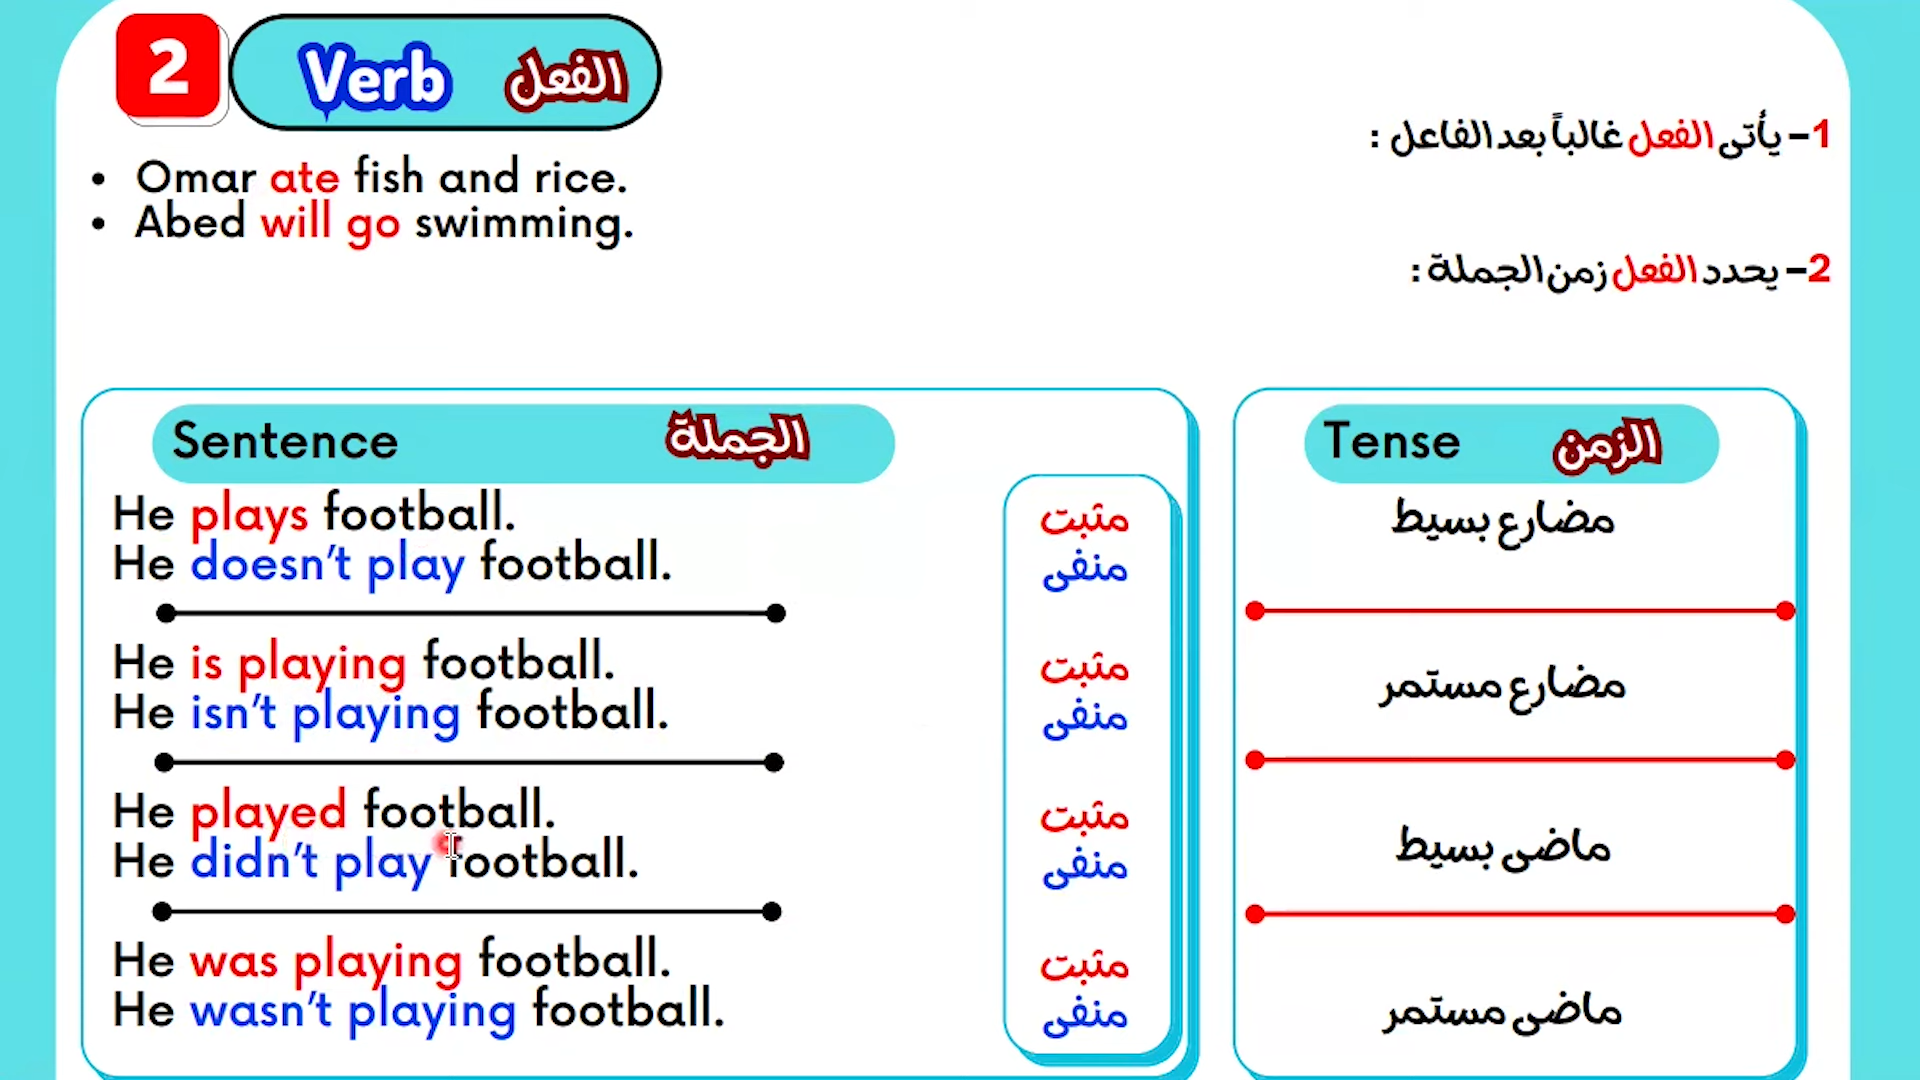 2 Verb الفعل
1- يأتى الفعل غالباً بعد الفاعل :
Omar ate fish and rice.
Abed will go swimming.
2- يحدد الفعل زمن الجملة :
Sentence الجملة
Tense الزمن
He plays football. مثبت
He doesn't play football. منفى
مضارع بسيط
He is playing football. مثبت
He isn't playing football. منفى
مضارع مستمر
He played football. مثبت
He didn't play football. منفى
ماضى بسيط
He was playing football. مثبت
He wasn't playing football. منفى
ماضى مستمر